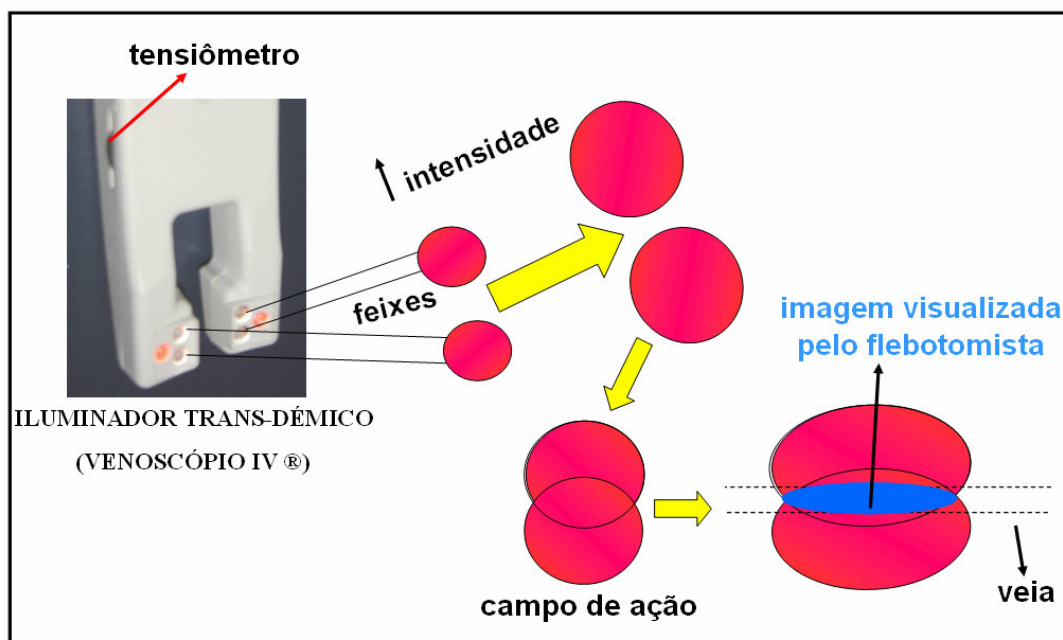 tensiômetro
intensidade
feixes
ILUMINADOR TRANS-DÉMICO
(VENOSCÓPIO IV ®)
imagem visualizada
pelo flebotomista
campo de ação
veia